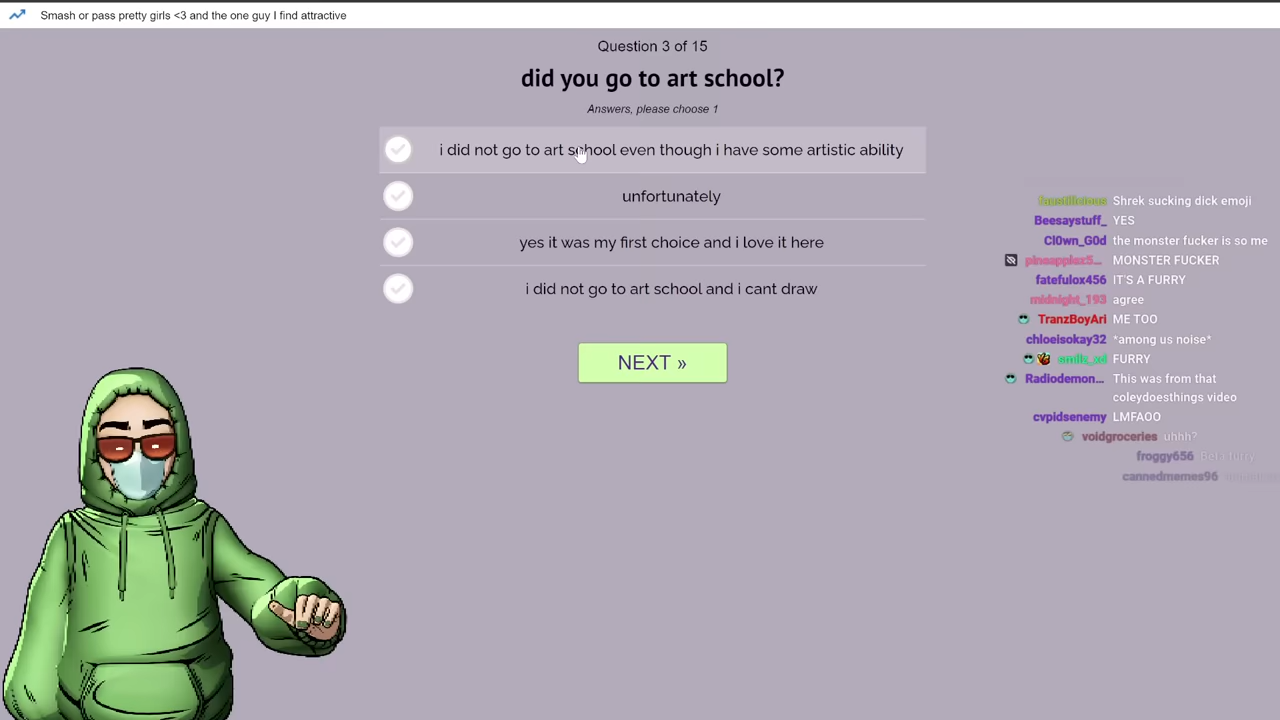 Smash or pass pretty girls <3 and the one guy I find attractive
Question 3 of 15
did you go to art school?
Answers, please choose 1
i did not go to art school even though i have some artistic ability
unfortunately
yes it was my first choice and i love it here
i did not go to art school and i cant draw
NEXT »
faustilicious Shrek sucking dick emoji
Beesaystuff_ YES
Cl0wn_G0d the monster fucker is so me
MONSTER FUCKER
fatefulox456 IT'S A FURRY
midnight_193 agree
TranzBoyAri ME TOO
chloeisokay32 *among us noise*
FURRY
Radiodemon... This was from that
coleydoesthings video
cvpidsenemy LMFAOO
voidgroceries uhhh?
froggy656
cannedmemes96